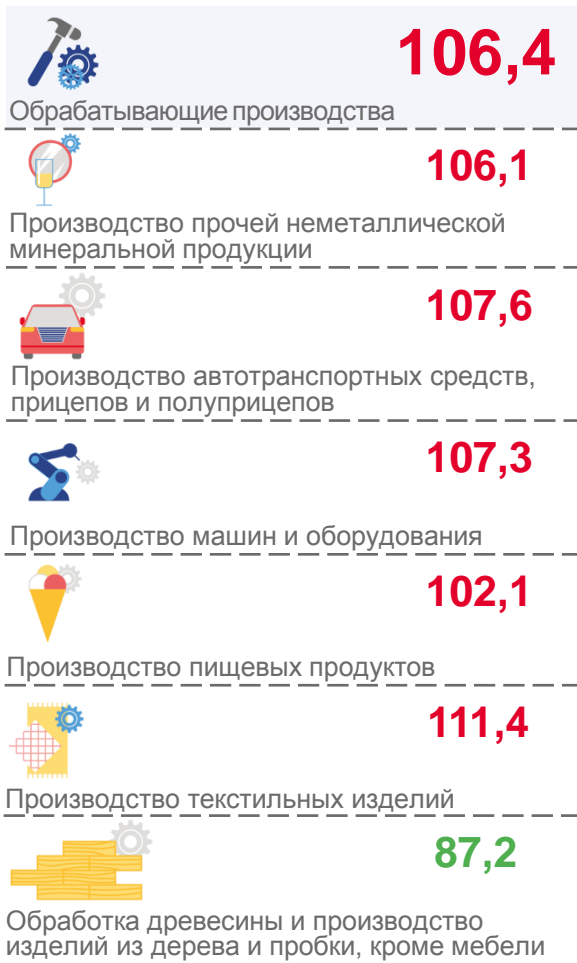 106,4
Обрабатывающие производства
106,1
Производство прочей неметаллической
минеральной продукции
107,6
Производство автотранспортных средств,
прицепов и полуприцепов
107,3
Производство машин и оборудования
102,1
Производство пищевых продуктов
111,4
Производство текстильных изделий
87,2
Обработка древесины и производство
изделий из дерева и пробки, кроме мебели